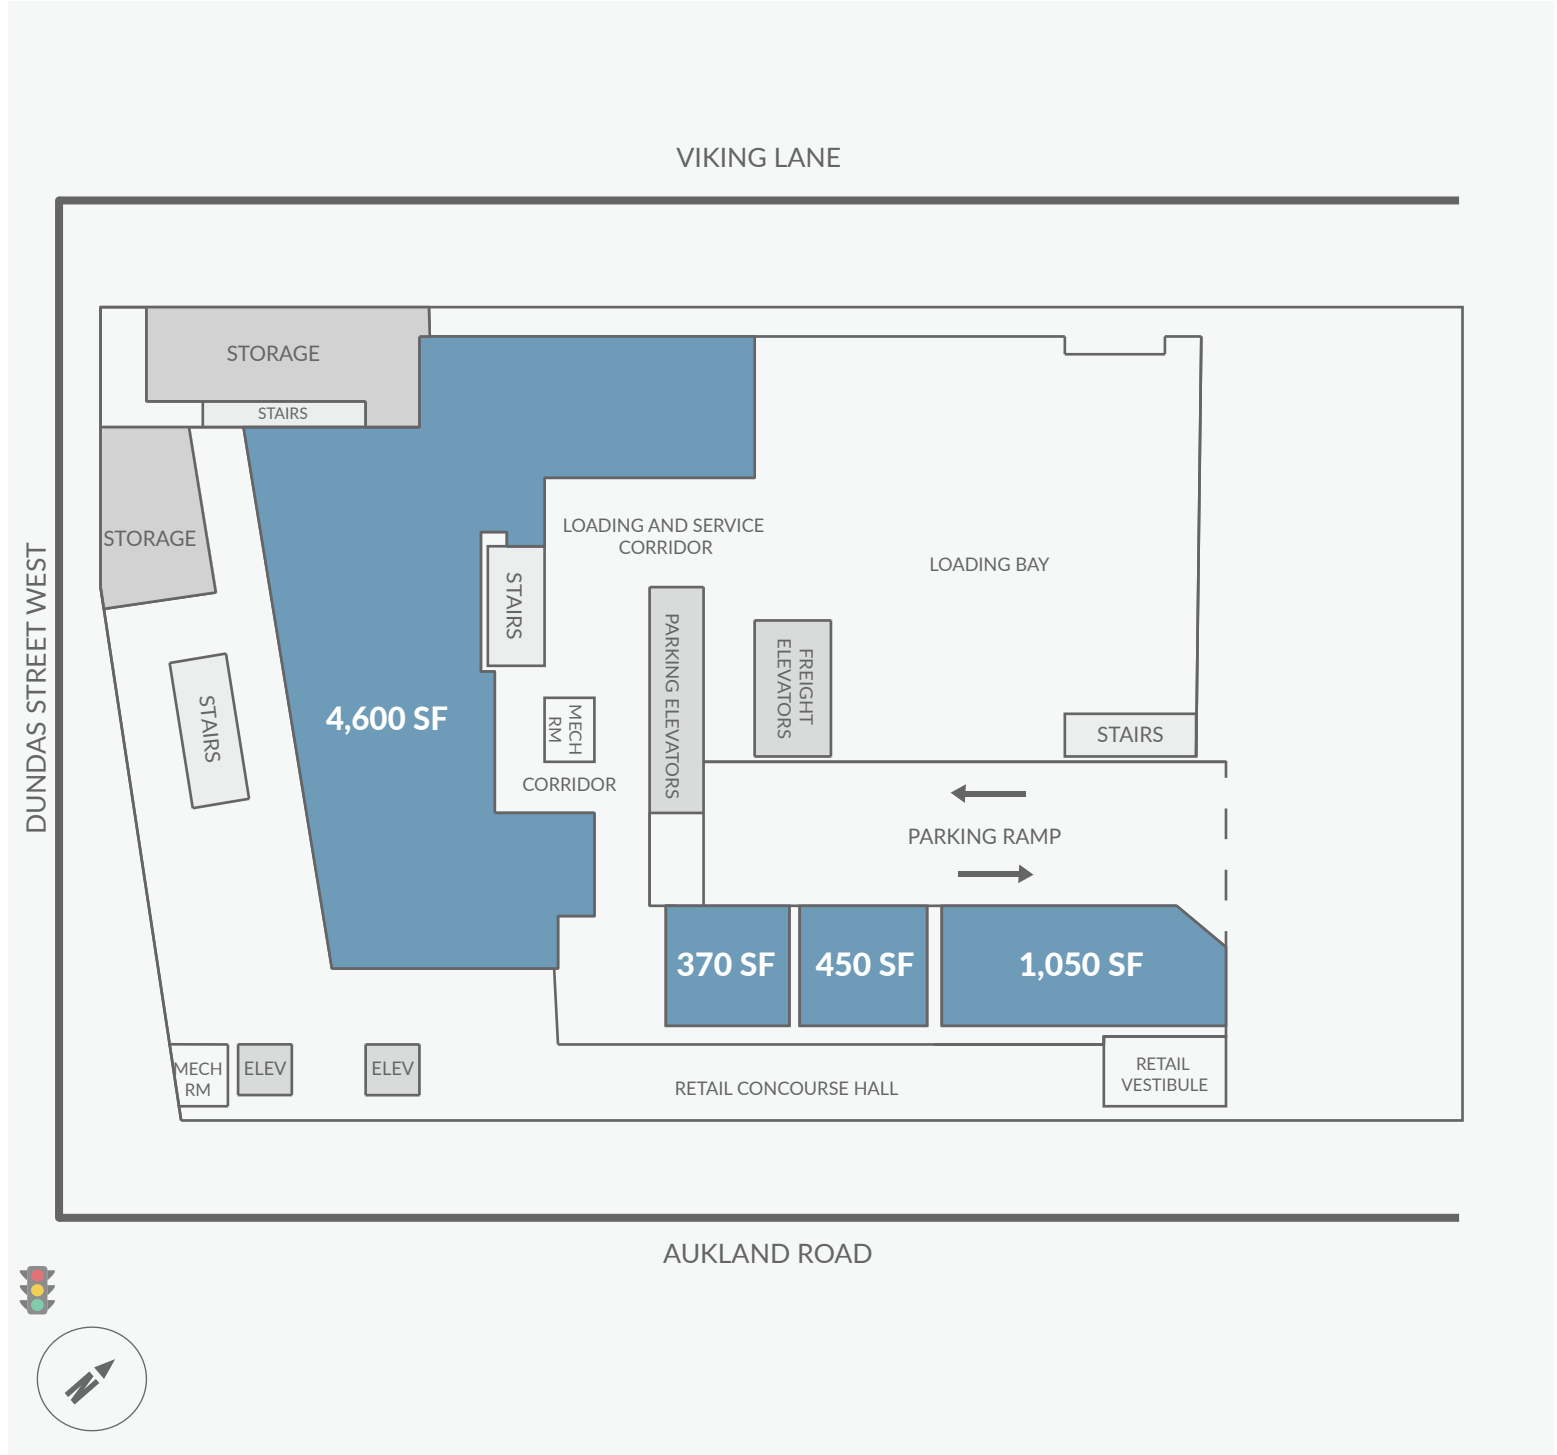 VIKING LANE
STORAGE
STAIRS
STORAGE
LOADING AND SERVICE
CORRIDOR
LOADING BAY
STAIRS
DUNDAS STREET WEST
STAIRS
4,600 SF
MECH
RM
CORRIDOR
PARKING ELEVATORS
FREIGHT
ELEVATORS
STAIRS
PARKING RAMP
370 SF
450 SF
1,050 SF
MECH
RM
ELEV
ELEV
RETAIL CONCOURSE HALL
RETAIL
VESTIBULE
AUKLAND ROAD
N